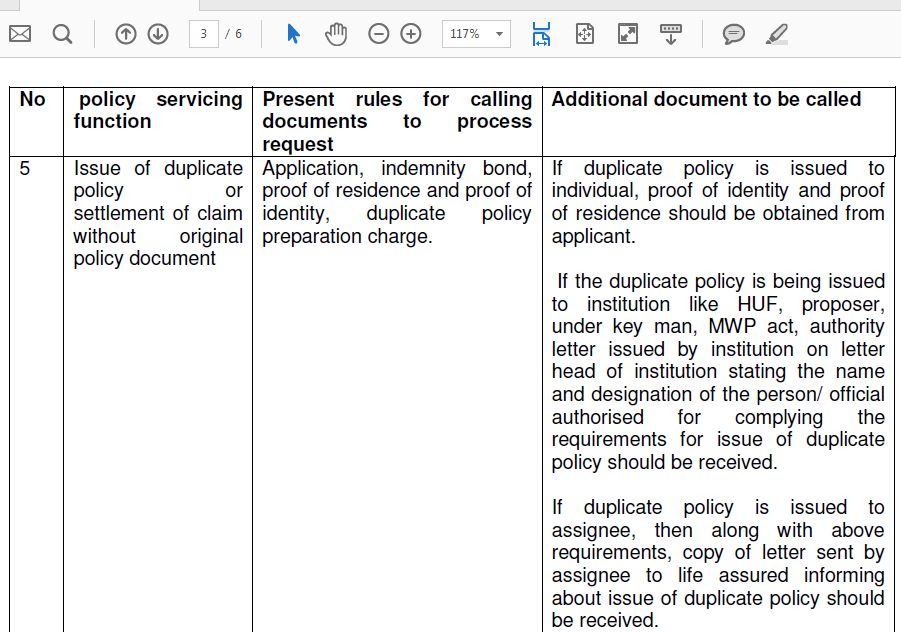 3 / 6
117%
No
policy servicing
function
Present rules for calling
documents to process
request
Additional document to be called
5
Issue of duplicate
policy or
settlement of claim
without original
policy document
Application, indemnity bond,
proof of residence and proof of
identity, duplicate policy
preparation charge.
If duplicate policy is issued to
individual, proof of identity and proof
of residence should be obtained from
applicant.
If the duplicate policy is being issued
to institution like HUF, proposer,
under key man, MWP act, authority
letter issued by institution on letter
head of institution stating the name
and designation of the person/ official
authorised for complying the
requirements for issue of duplicate
policy should be received.
If duplicate policy is issued to
assignee, then along with above
requirements, copy of letter sent by
assignee to life assured informing
about issue of duplicate policy should
be received.